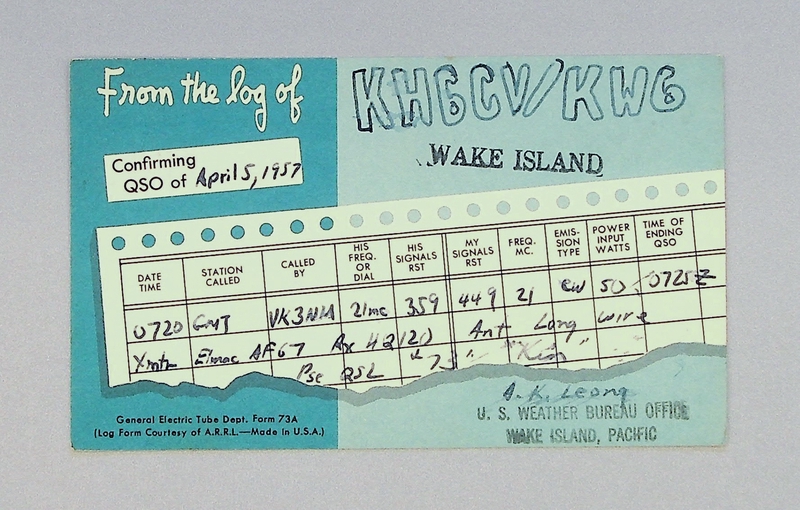 From the log of
KH6CV/KW6
WAKE ISLAND
Confirming
QSO of April 5, 1957
DATE TIME
STATION CALLED
CALLED BY
HIS FREQ. OR DIAL
HIS SIGNALS RST
MY SIGNALS RST
FREQ. MC.
EMIS-SION TYPE
POWER INPUT WATTS
TIME OF ENDING QSO
0720 GMT VK3 21mc 359 449 21 CW 50 0725Z
Xmtr Elmac AF67 Ant Long wire
Pse QSL 73 "Kim"
A. K. Leong
General Electric Tube Dept. Form 73A
(Log Form Courtesy of A.R.R.L.—Made in U.S.A.)
U. S. WEATHER BUREAU OFFICE
WAKE ISLAND, PACIFIC